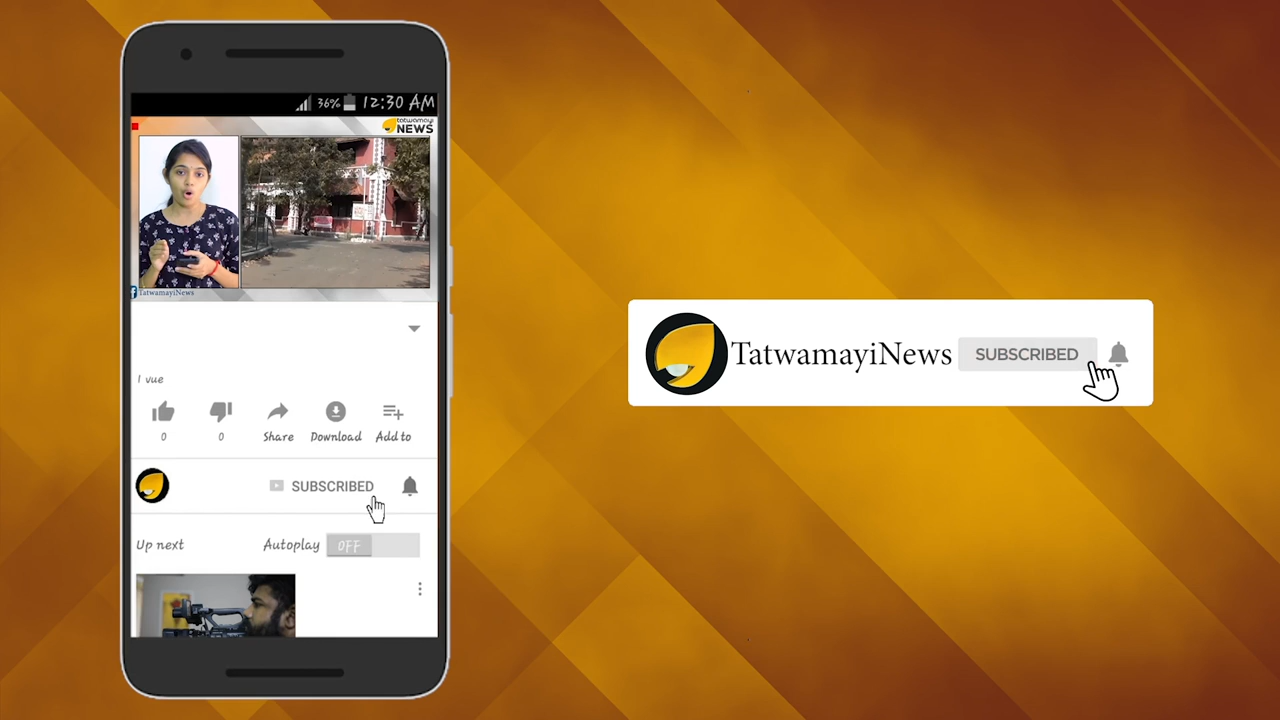 36% 12:30 AM
tatwamayi
NEWS
TatwamayiNews
1 vue
0 0 Share Download Add to
SUBSCRIBED
Up next Autoplay OFF
TatwamayiNews SUBSCRIBED